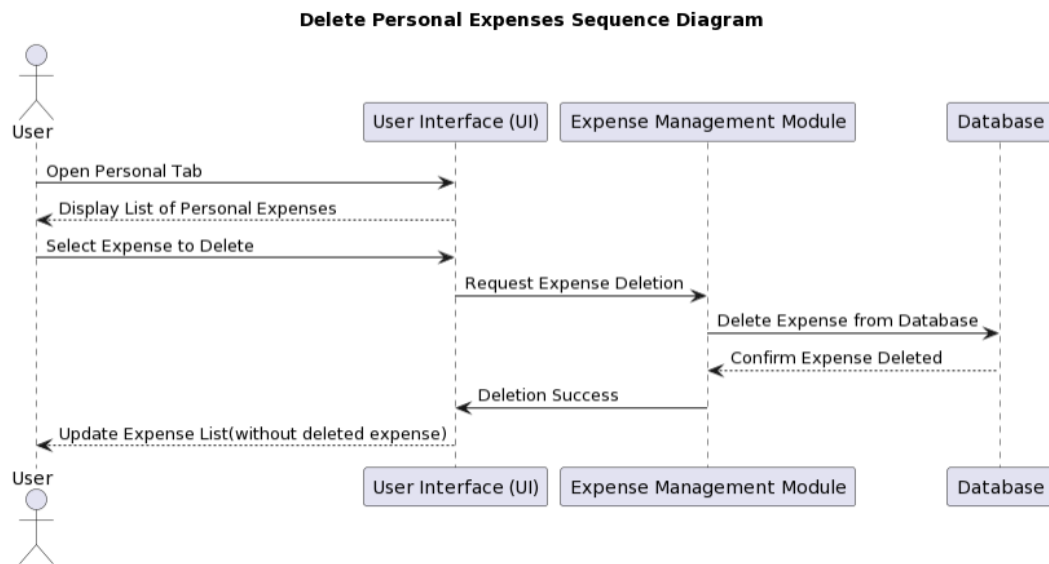 Delete Personal Expenses Sequence Diagram
User
User Interface (UI)
Expense Management Module
Database
Open Personal Tab
Display List of Personal Expenses
Select Expense to Delete
Request Expense Deletion
Delete Expense from Database
Confirm Expense Deleted
Deletion Success
Update Expense List(without deleted expense)
User
User Interface (UI)
Expense Management Module
Database